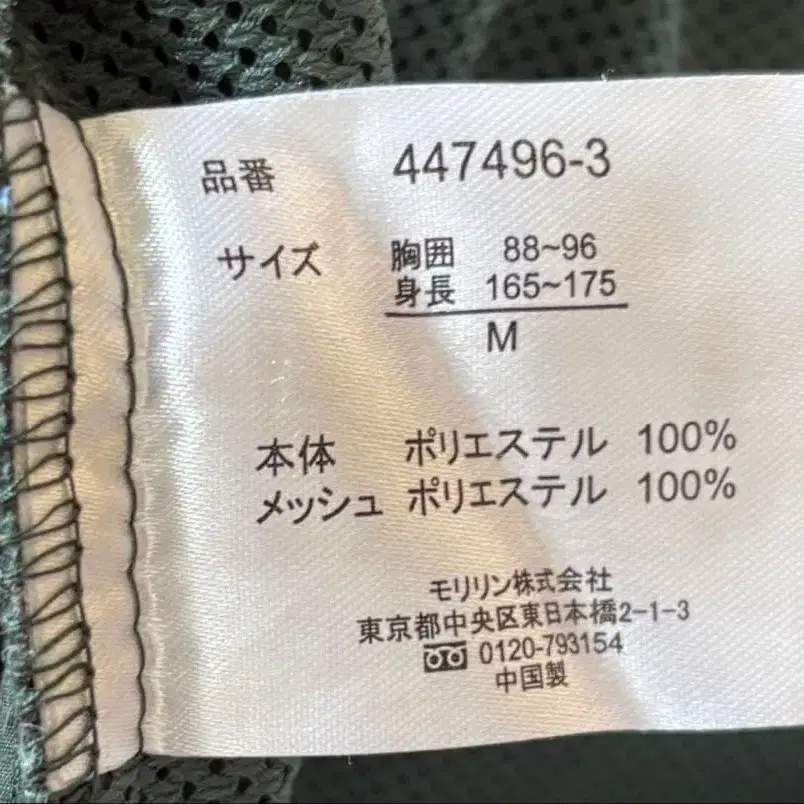 品番 447496-3
サイズ 胸囲 88~96
身長 165~175
M
本体 ポリエステル 100%
メッシュ ポリエステル 100%
モリリン株式会社
東京都中央区東日本橋2-1-3
0120-793154
中国製